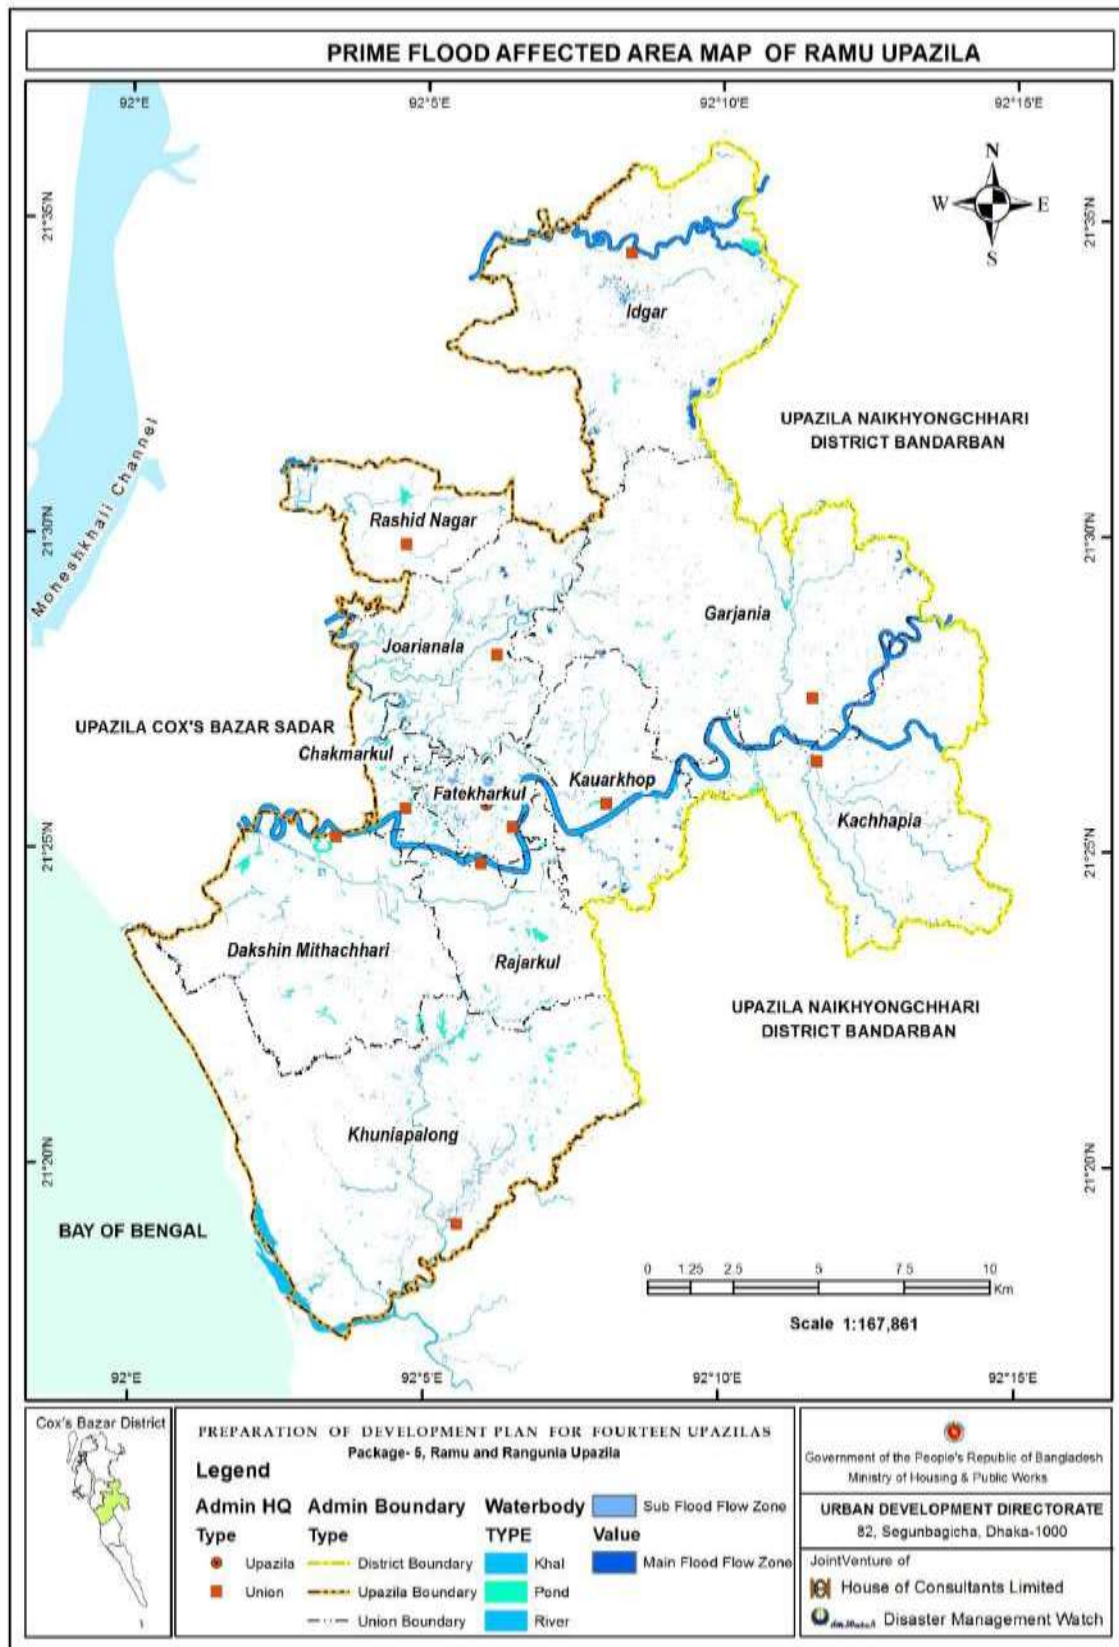 PRIME FLOOD AFFECTED AREA MAP OF RAMU UPAZILA
92°E
92°5'E
92°10'E
92°15'E
N
W
E
S
21°35'N
21°35'N
Idgar
UPAZILA NAIKHYONGCHHARI
DISTRICT BANDARBAN
Moheshkhali Channel
Rashid Nagar
21°30'N
21°30'N
Garjania
Joarianala
UPAZILA COX'S BAZAR SADAR
Chakmarkul
Kauarkhop
Fatekharkul
Kachhapia
21°25'N
21°25'N
Dakshin Mithachhari
Rajarkul
UPAZILA NAIKHYONGCHHARI
DISTRICT BANDARBAN
Khuniapalong
21°20'N
21°20'N
BAY OF BENGAL
0 1.25 2.5 5 7.5 10
Km
Scale 1:167,861
92°E
92°5'E
92°10'E
92°15'E
Cox's Bazar District
PREPARATION OF DEVELOPMENT PLAN FOR FOURTEEN UPAZILAS
Package- 5, Ramu and Rangunia Upazila
Legend
Admin HQ
Type
Upazila
Union
Admin Boundary
Type
District Boundary
Upazila Boundary
Union Boundary
Waterbody
TYPE
Khal
Pond
River
Sub Flood Flow Zone
Value
Main Flood Flow Zone
Government of the People's Republic of Bangladesh
Ministry of Housing & Public Works
URBAN DEVELOPMENT DIRECTORATE
82, Segunbagicha, Dhaka-1000
JointVenture of
House of Consultants Limited
Disaster Management Watch